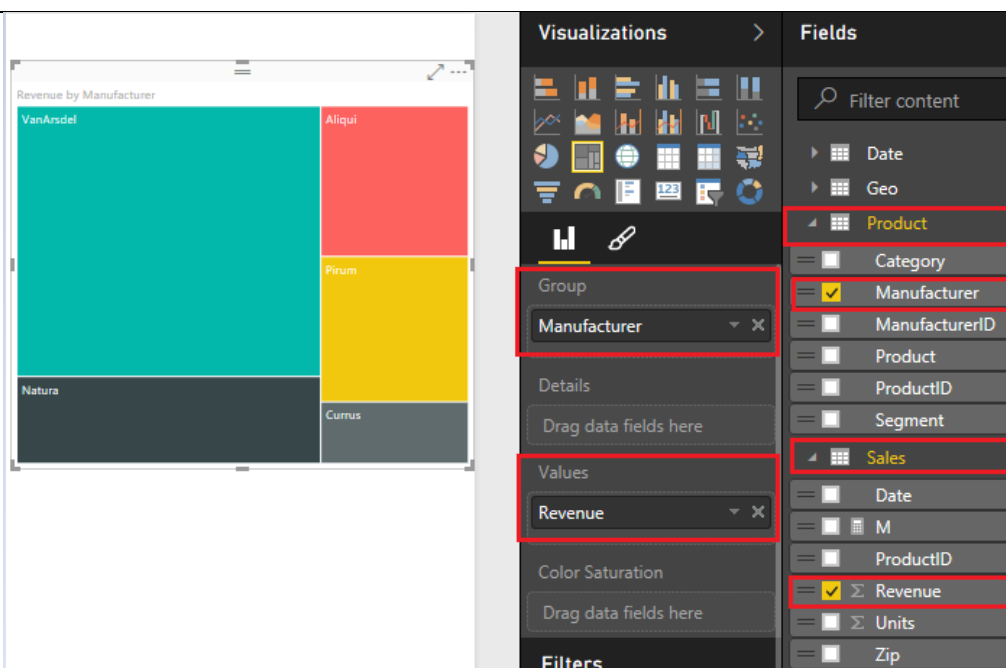 Visualizations
Fields
Revenue by Manufacturer
VanArsdel
Aliqui
Pirum
Natura
Currus
123
Group
Manufacturer
Details
Drag data fields here
Values
Revenue
Color Saturation
Drag data fields here
Filters
Filter content
Date
Geo
Product
Category
Manufacturer
ManufacturerID
Product
ProductID
Segment
Sales
Date
M
ProductID
Σ Revenue
Σ Units
Zip